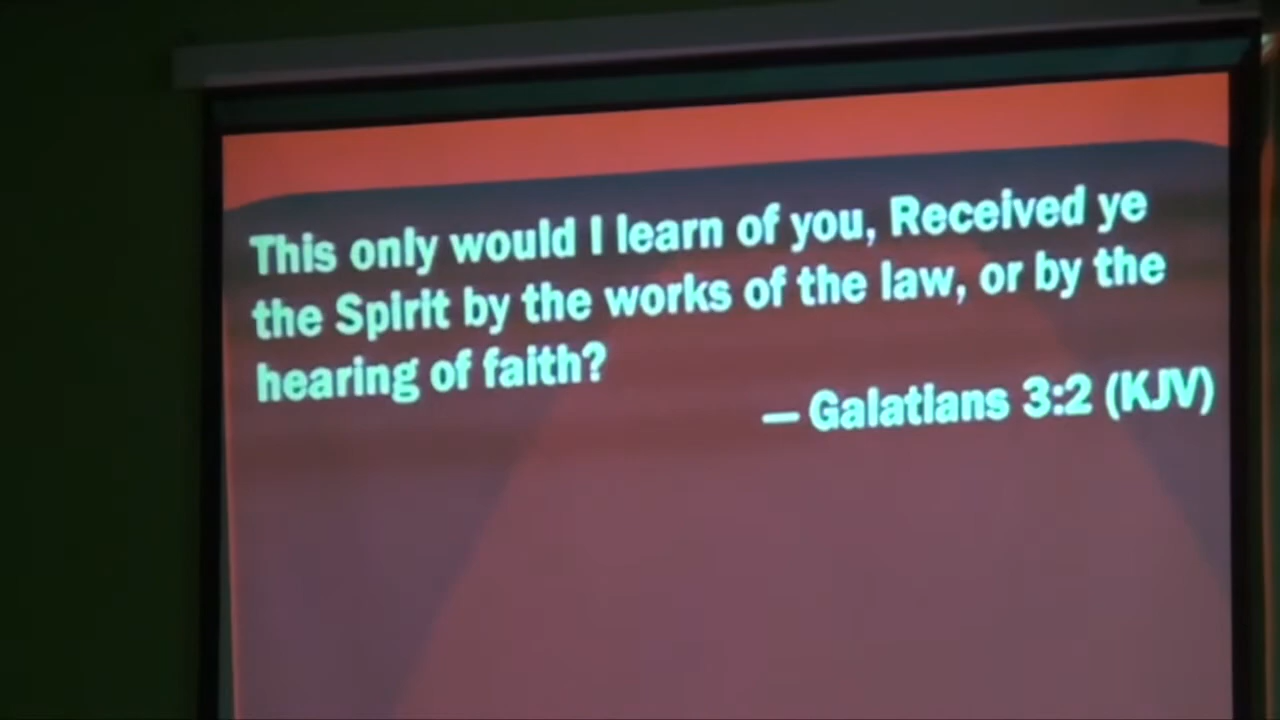 This only would I learn of you, Received ye
the Spirit by the works of the law, or by the
hearing of faith?
— Galatians 3:2 (KJV)